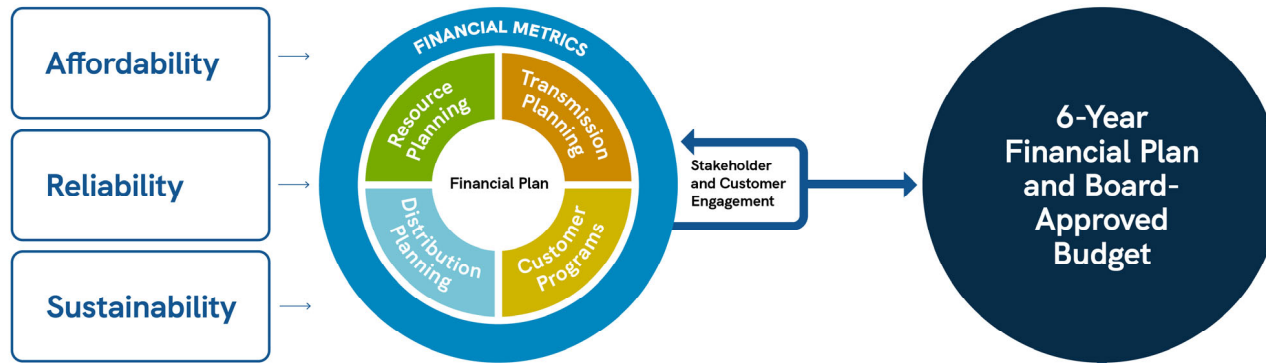 Affordability
Reliability
Sustainability
FINANCIAL METRICS
Resource
Planning
Transmission
Planning
Financial Plan
Distribution
Planning
Customer
Programs
Stakeholder
and Customer
Engagement
6-Year
Financial Plan
and Board-
Approved
Budget